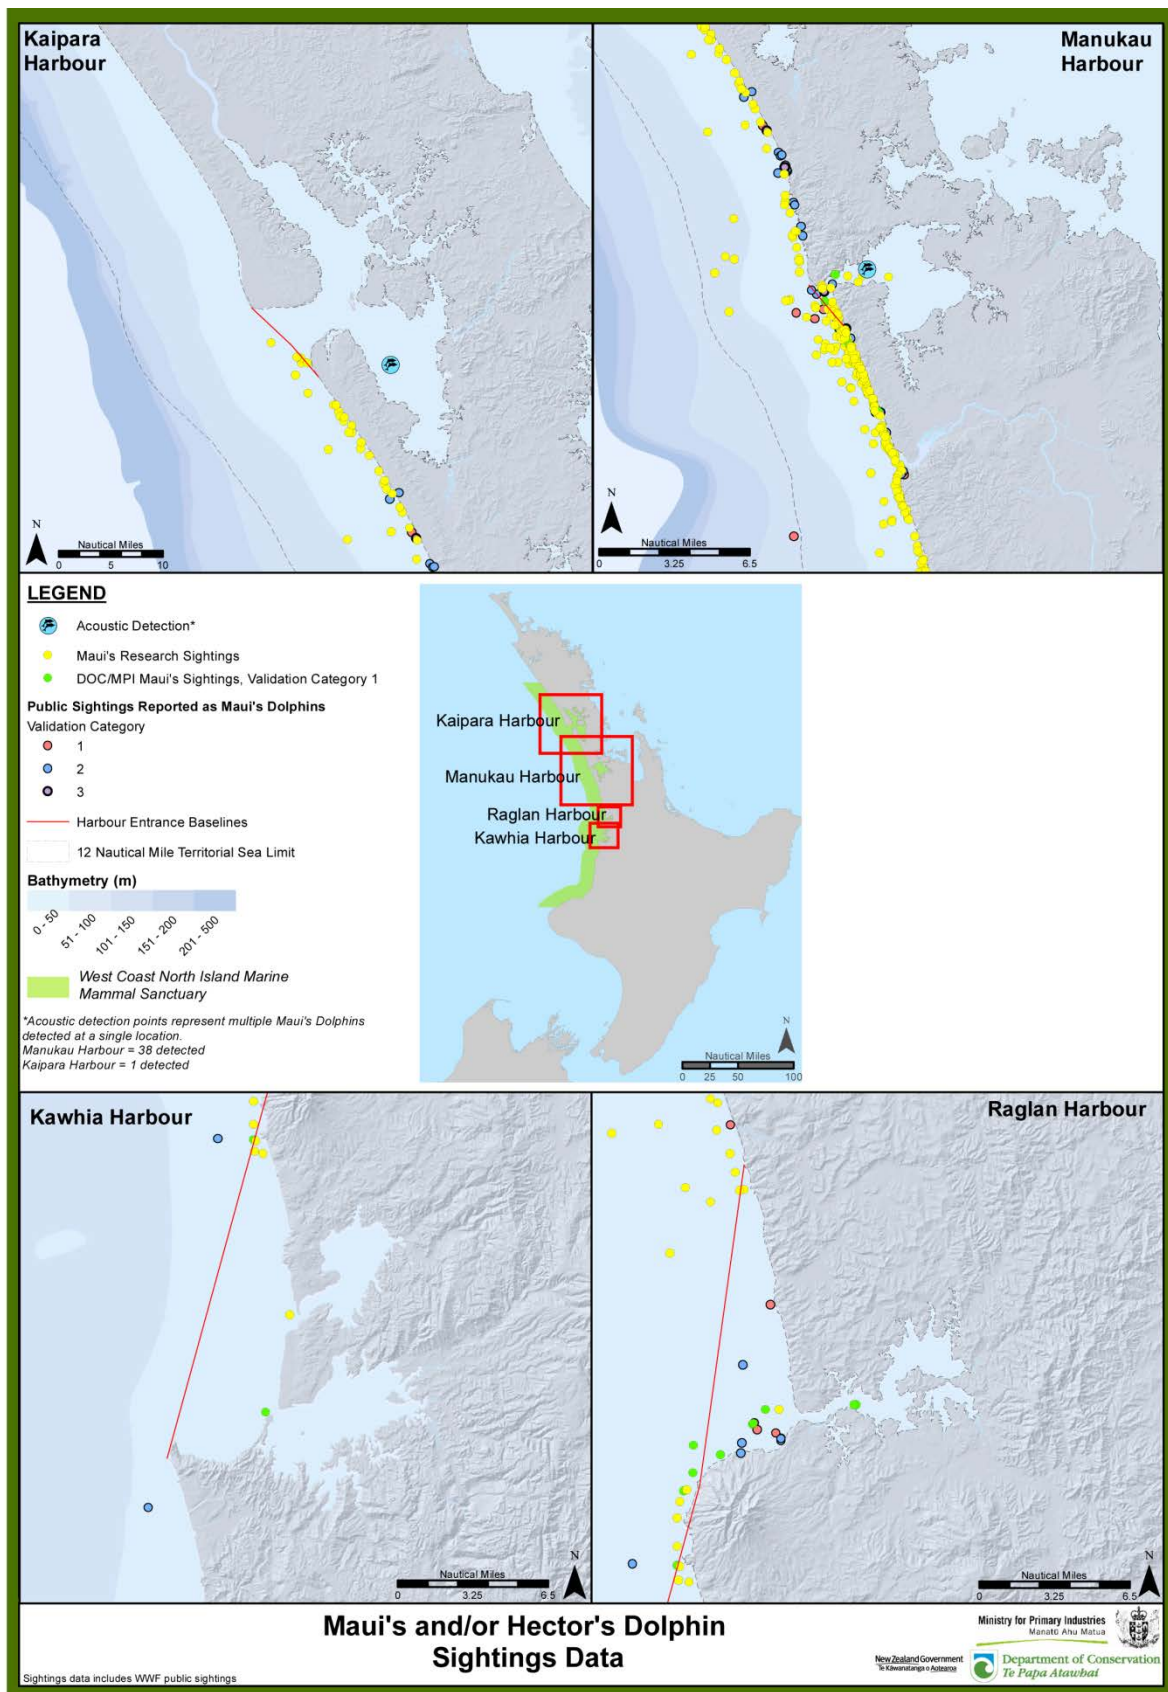 Kaipara
Harbour
N
Nautical Miles
0 5 10
Manukau
Harbour
N
Nautical Miles
0 3.25 6.5
LEGEND
Acoustic Detection*
Maui's Research Sightings
DOC/MPI Maui's Sightings, Validation Category 1
Public Sightings Reported as Maui's Dolphins
Validation Category
1
2
3
Harbour Entrance Baselines
12 Nautical Mile Territorial Sea Limit
Bathymetry (m)
0 - 50
51 - 100
101 - 150
151 - 200
201 - 500
West Coast North Island Marine
Mammal Sanctuary
*Acoustic detection points represent multiple Maui's Dolphins
detected at a single location.
Manukau Harbour = 38 detected
Kaipara Harbour = 1 detected
Kaipara Harbour
Manukau Harbour
Raglan Harbour
Kawhia Harbour
N
Nautical Miles
0 25 50 100
Kawhia Harbour
N
Nautical Miles
0 3.25 6.5
Raglan Harbour
N
Nautical Miles
0 3.25 6.5
Maui's and/or Hector's Dolphin
Sightings Data
Sightings data includes WWF public sightings
Ministry for Primary Industries
Manatū Ahu Matua
New Zealand Government
Te Kāwanatanga o Aotearoa
Department of Conservation
Te Papa Atawhai